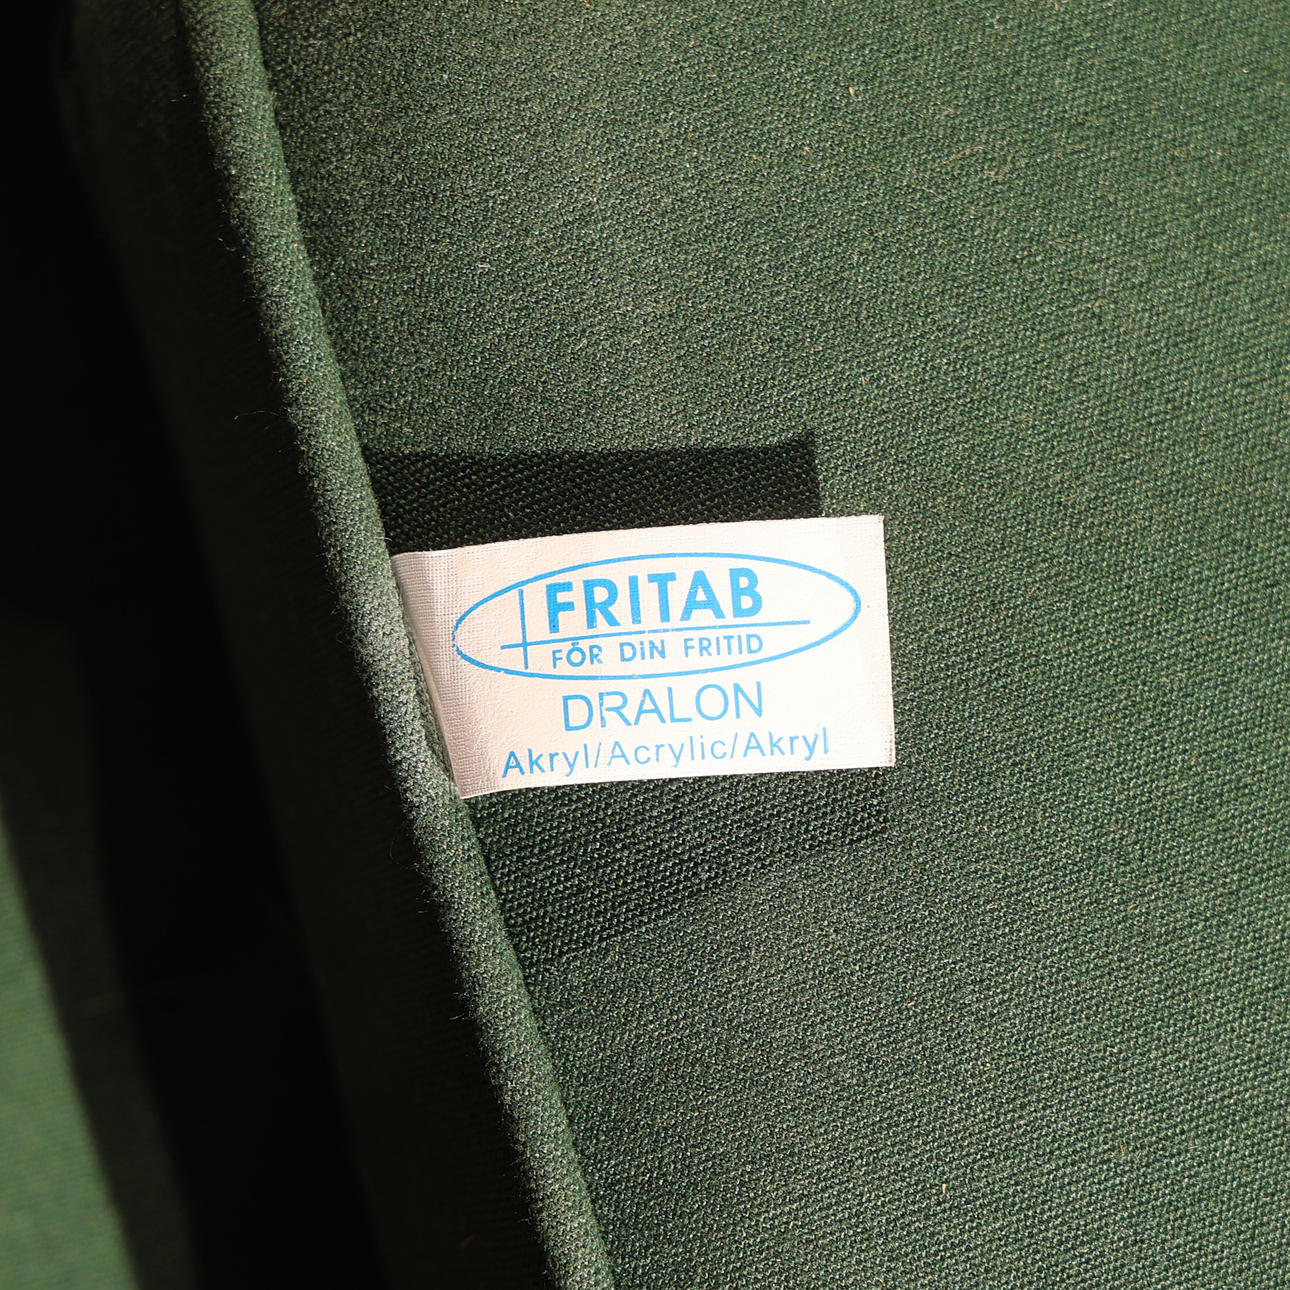 FRITAB
FÖR DiN FRITID
DRALON
Akryl/Acrylic/Akryl